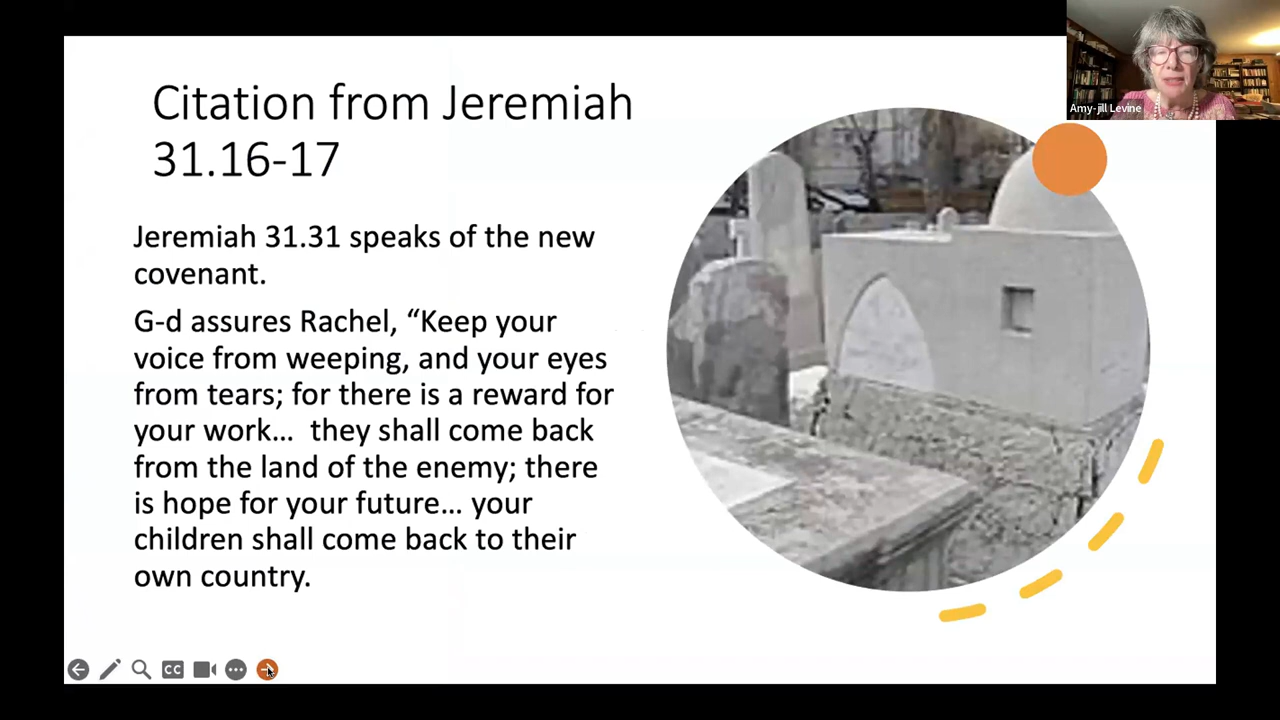 Citation from Jeremiah
31.16-17
Jeremiah 31.31 speaks of the new
covenant.
G-d assures Rachel, “Keep your
voice from weeping, and your eyes
from tears; for there is a reward for
your work… they shall come back
from the land of the enemy; there
is hope for your future… your
children shall come back to their
own country.
Amy-jill Levine
CC